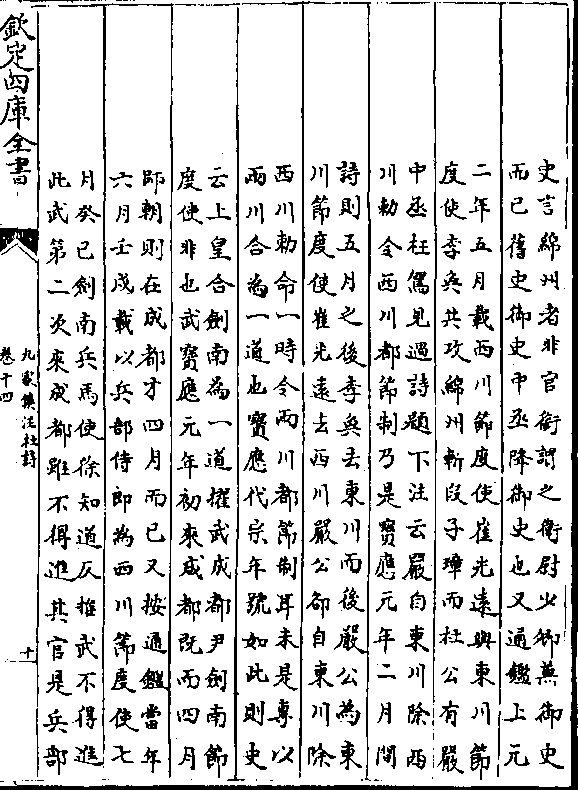 史言綿州者非官銜謂之衛尉少卿兼御史
而已舊史御史中丞降御史也又通鑑上元
二年五月載西川節度使崔光遠與東川節
度使李奐共攻綿州斬段子璋而杜公有嚴
中丞枉駕見過詩題下注云嚴自東川除西
川勅令西川都節制乃是寶應元年二月間
詩則五月之後李奐去東川而後嚴公為東
川節度使崔光遠去西川嚴公卻自東川除
西川勅命一時令兩川都節制耳未是專以
兩川合為一道也寶應代宗年號如此則史
云上皇合劍南為一道擢武成都尹劍南節
度使非也武寶應元年初來成都既而四月
歸朝則在成都才四月而已又按通鑑當年
六月壬戌載以兵部侍郎為西川節度使七
月癸巳劍南兵馬使徐知道反拒武不得進
此武第二次來成都雖不得進其官是兵部
欽定四庫全書
九家集注杜詩
卷十四
十